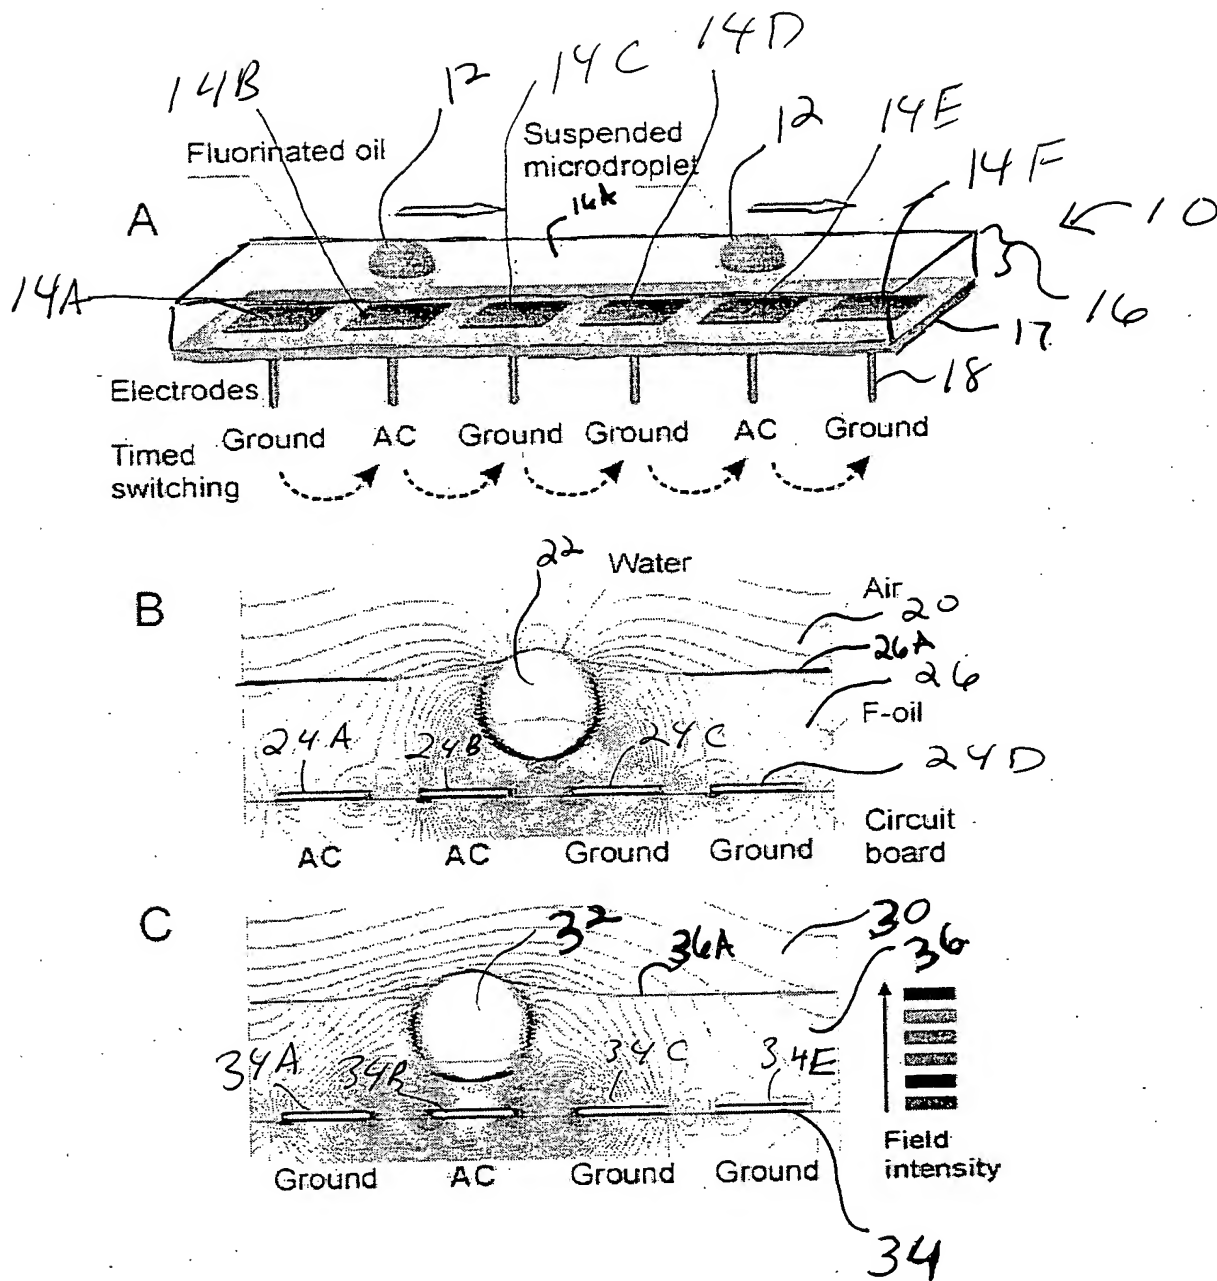 14B 12 14C 14D
Fluorinated oil
Suspended
microdroplet
12 14E
14F
A
16A
10
14A
16
17
18
Electrodes
Ground AC Ground Ground AC Ground
Timed
switching
B
22
Water
Air
20
26A
26
F-oil
24A 24B 24C
24D
AC AC Ground Ground
Circuit
board
C
32
36A
30
36
34A 34B 34C 34E
Field
intensity
Ground AC Ground Ground
34